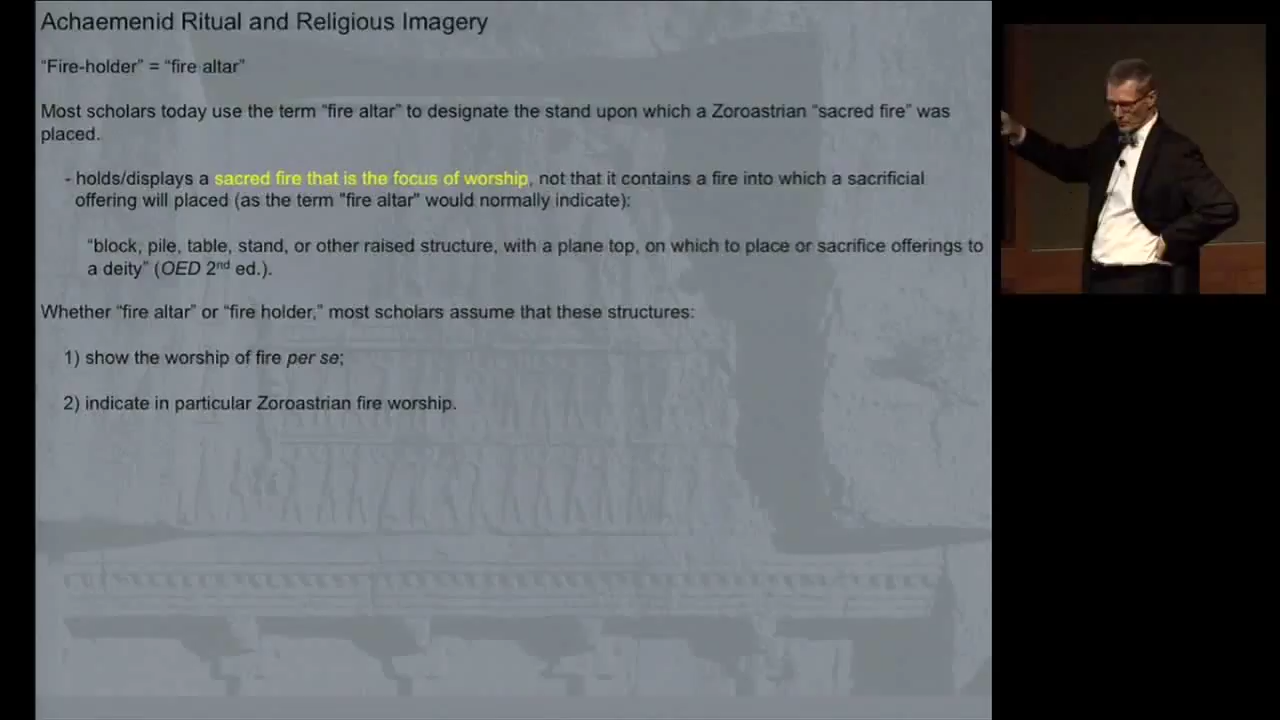 Achaemenid Ritual and Religious Imagery
“Fire-holder” = “fire altar”
Most scholars today use the term “fire altar” to designate the stand upon which a Zoroastrian “sacred fire” was
placed.
- holds/displays a sacred fire that is the focus of worship, not that it contains a fire into which a sacrificial
offering will placed (as the term "fire altar" would normally indicate):
“block, pile, table, stand, or other raised structure, with a plane top, on which to place or sacrifice offerings to
a deity” (OED 2nd ed.).
Whether “fire altar” or “fire holder,” most scholars assume that these structures:
1) show the worship of fire per se;
2) indicate in particular Zoroastrian fire worship.